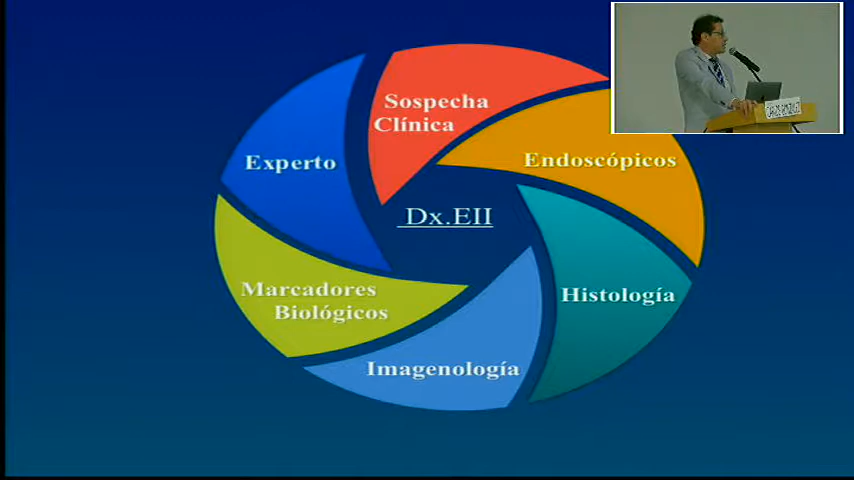 Sospecha
Clínica
Experto
Endoscópicos
Dx.EII
Histología
Marcadores
Biológicos
Imagenología